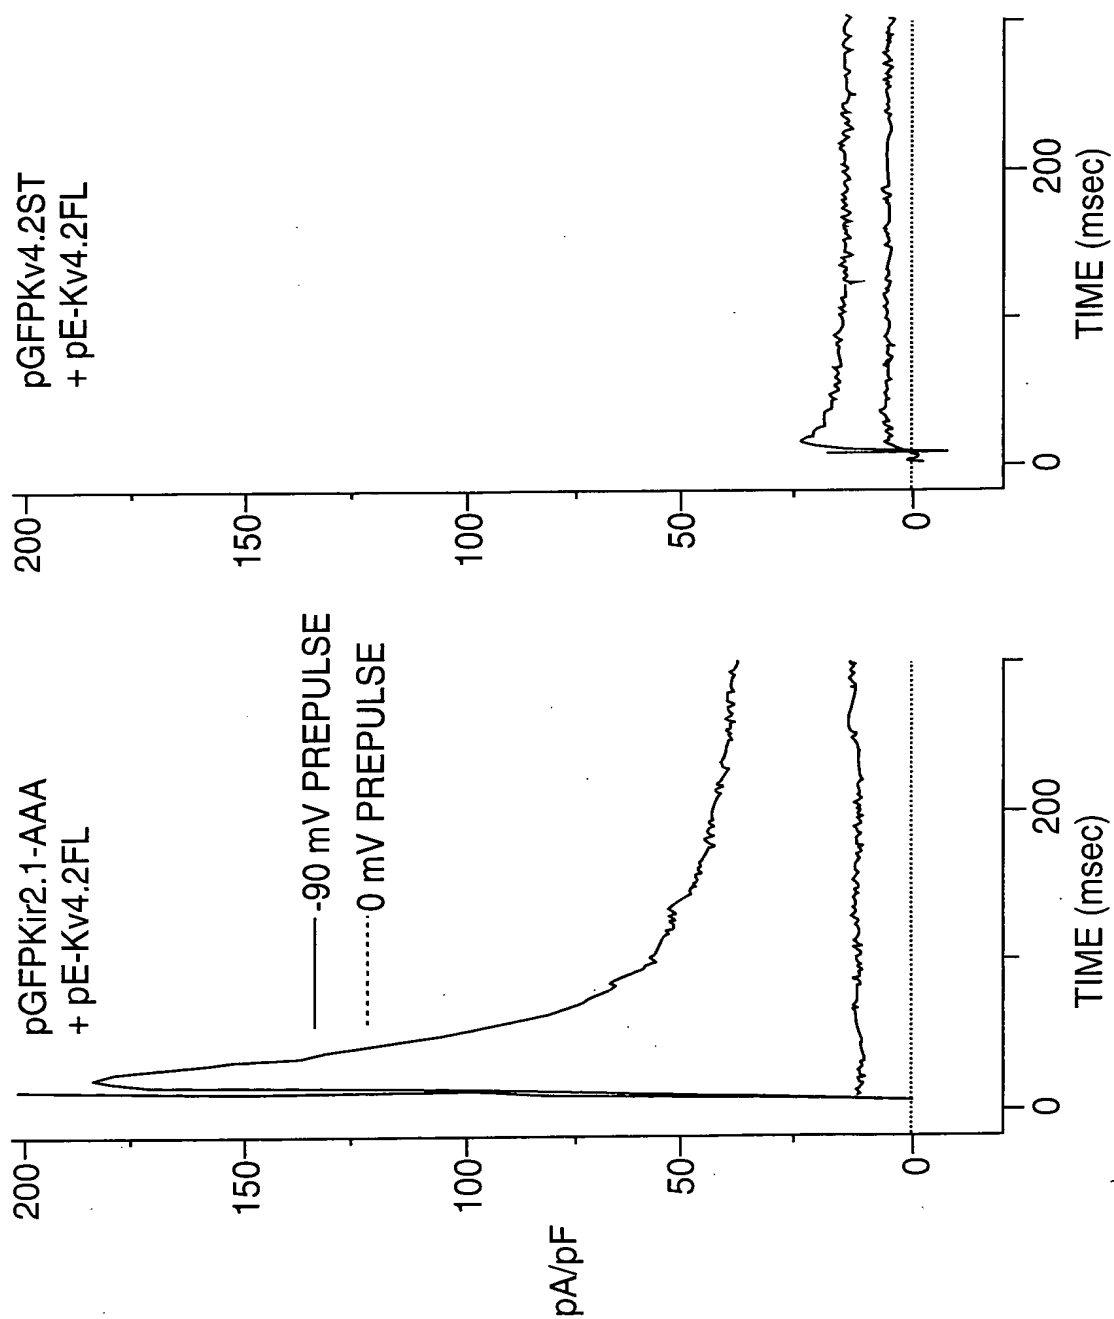 pGFPKir2.1-AAA
+ pE-Kv4.2FL
200
150
100
50
0
pA/pF
-90 mV PREPULSE
0 mV PREPULSE
0
200
TIME (msec)
pGFPKv4.2ST
+ pE-Kv4.2FL
200
150
100
50
0
0
200
TIME (msec)